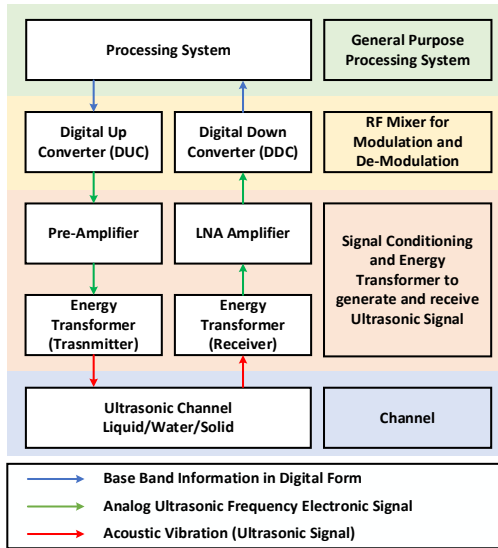 Processing System
General Purpose
Processing System
Digital Up
Converter (DUC)
Digital Down
Converter (DDC)
RF Mixer for
Modulation and
De-Modulation
Pre-Amplifier
LNA Amplifier
Signal Conditioning
and Energy
Transformer to
generate and receive
Ultrasonic Signal
Energy
Transformer
(Trasnmitter)
Energy
Transformer
(Receiver)
Ultrasonic Channel
Liquid/Water/Solid
Channel
Base Band Information in Digital Form
Analog Ultrasonic Frequency Electronic Signal
Acoustic Vibration (Ultrasonic Signal)